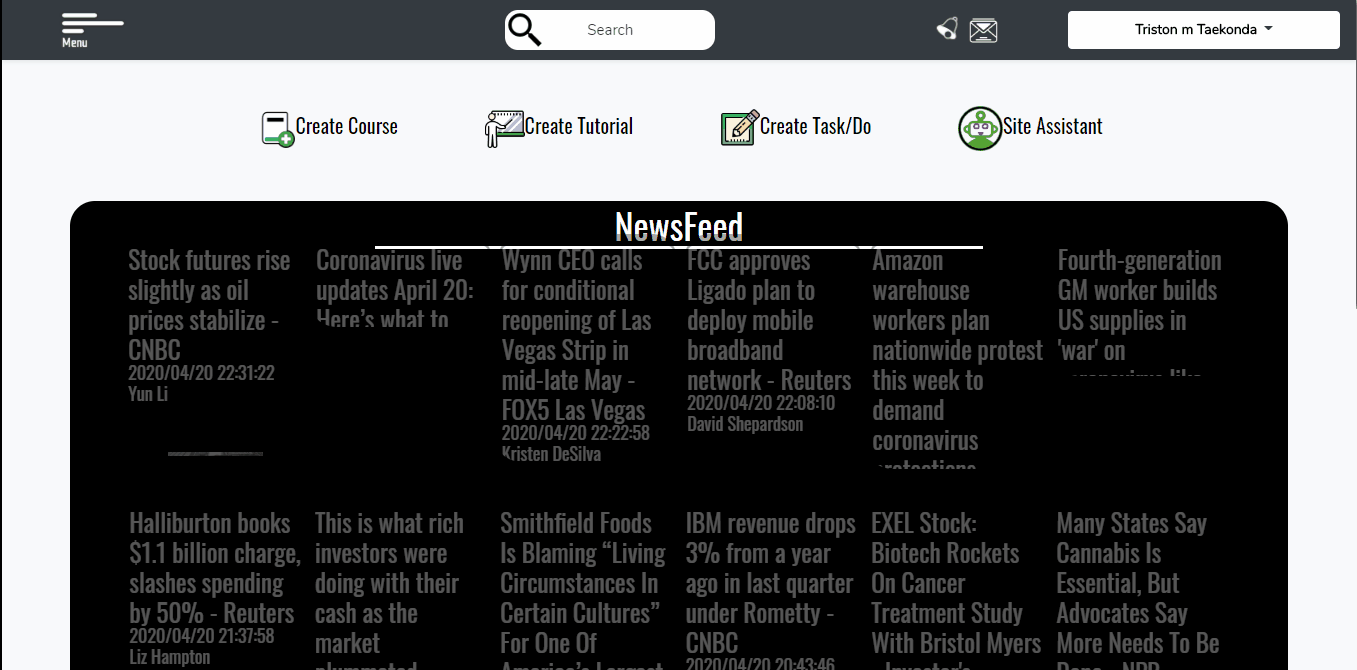 Menu
Search
Triston m Taekonda
Create Course
Create Tutorial
Create Task/Do
Site Assistant
NewsFeed
Stock futures rise
slightly as oil
prices stabilize -
CNBC
2020/04/20 22:31:22
Yun Li
Coronavirus live
updates April 20:
Here’s what to
Wynn CEO calls
for conditional
reopening of Las
Vegas Strip in
mid-late May -
FOX5 Las Vegas
2020/04/20 22:22:58
Kristen DeSilva
FCC approves
Ligado plan to
deploy mobile
broadband
network - Reuters
2020/04/20 22:08:10
David Shepardson
Amazon
warehouse
workers plan
nationwide protest
this week to
demand
coronavirus
protections
Fourth-generation
GM worker builds
US supplies in
'war' on
coronavirus like
Halliburton books
$1.1 billion charge,
slashes spending
by 50% - Reuters
2020/04/20 21:37:58
Liz Hampton
This is what rich
investors were
doing with their
cash as the
market
plummeted
Smithfield Foods
Is Blaming “Living
Circumstances In
Certain Cultures”
For One Of
America’s Largest
IBM revenue drops
3% from a year
ago in last quarter
under Rometty -
CNBC
2020/04/20 20:43:46
EXEL Stock:
Biotech Rockets
On Cancer
Treatment Study
With Bristol Myers
- Investor's
Many States Say
Cannabis Is
Essential, But
Advocates Say
More Needs To Be
Done - NPR